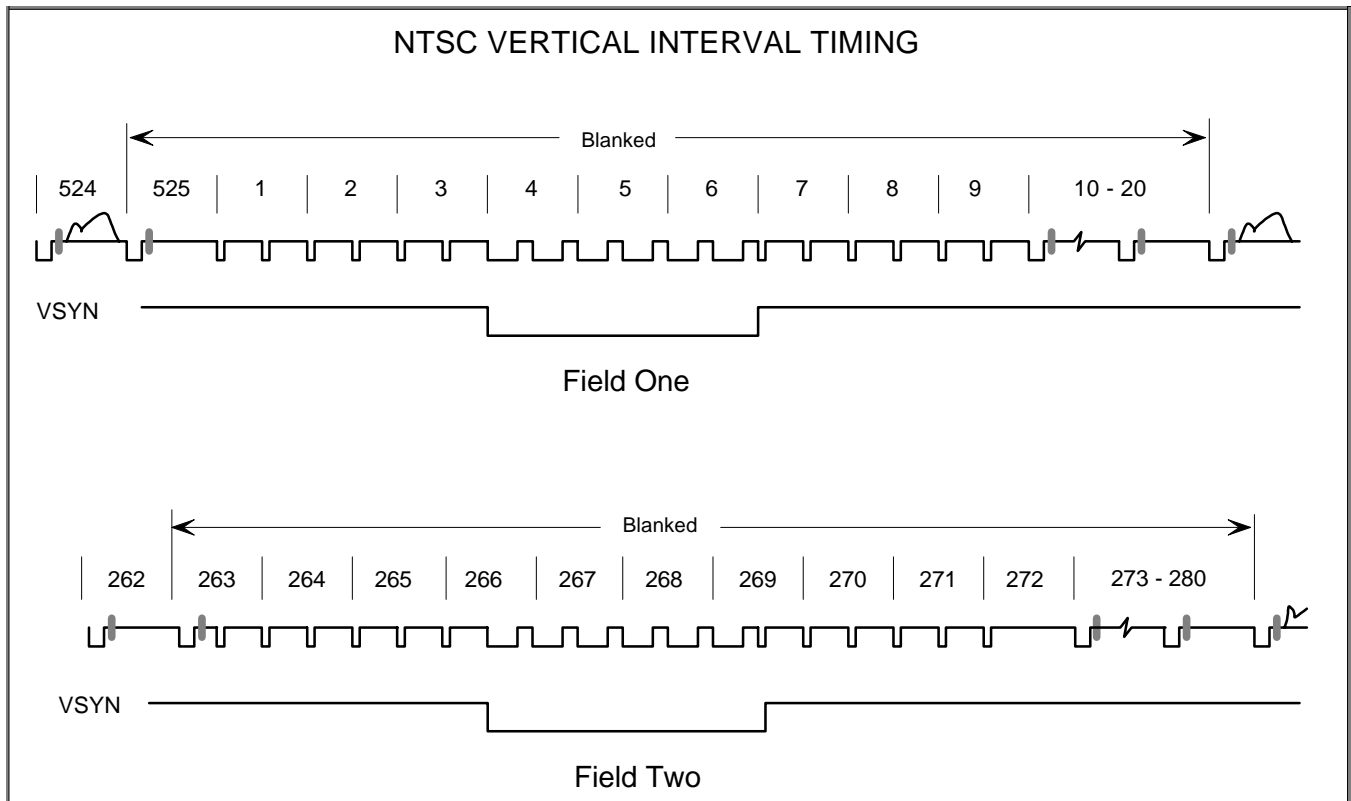 NTSC VERTICAL INTERVAL TIMING
Blanked
524 525 1 2 3 4 5 6 7 8 9 10 - 20
VSYN
Field One
Blanked
262 263 264 265 266 267 268 269 270 271 272 273 - 280
VSYN
Field Two